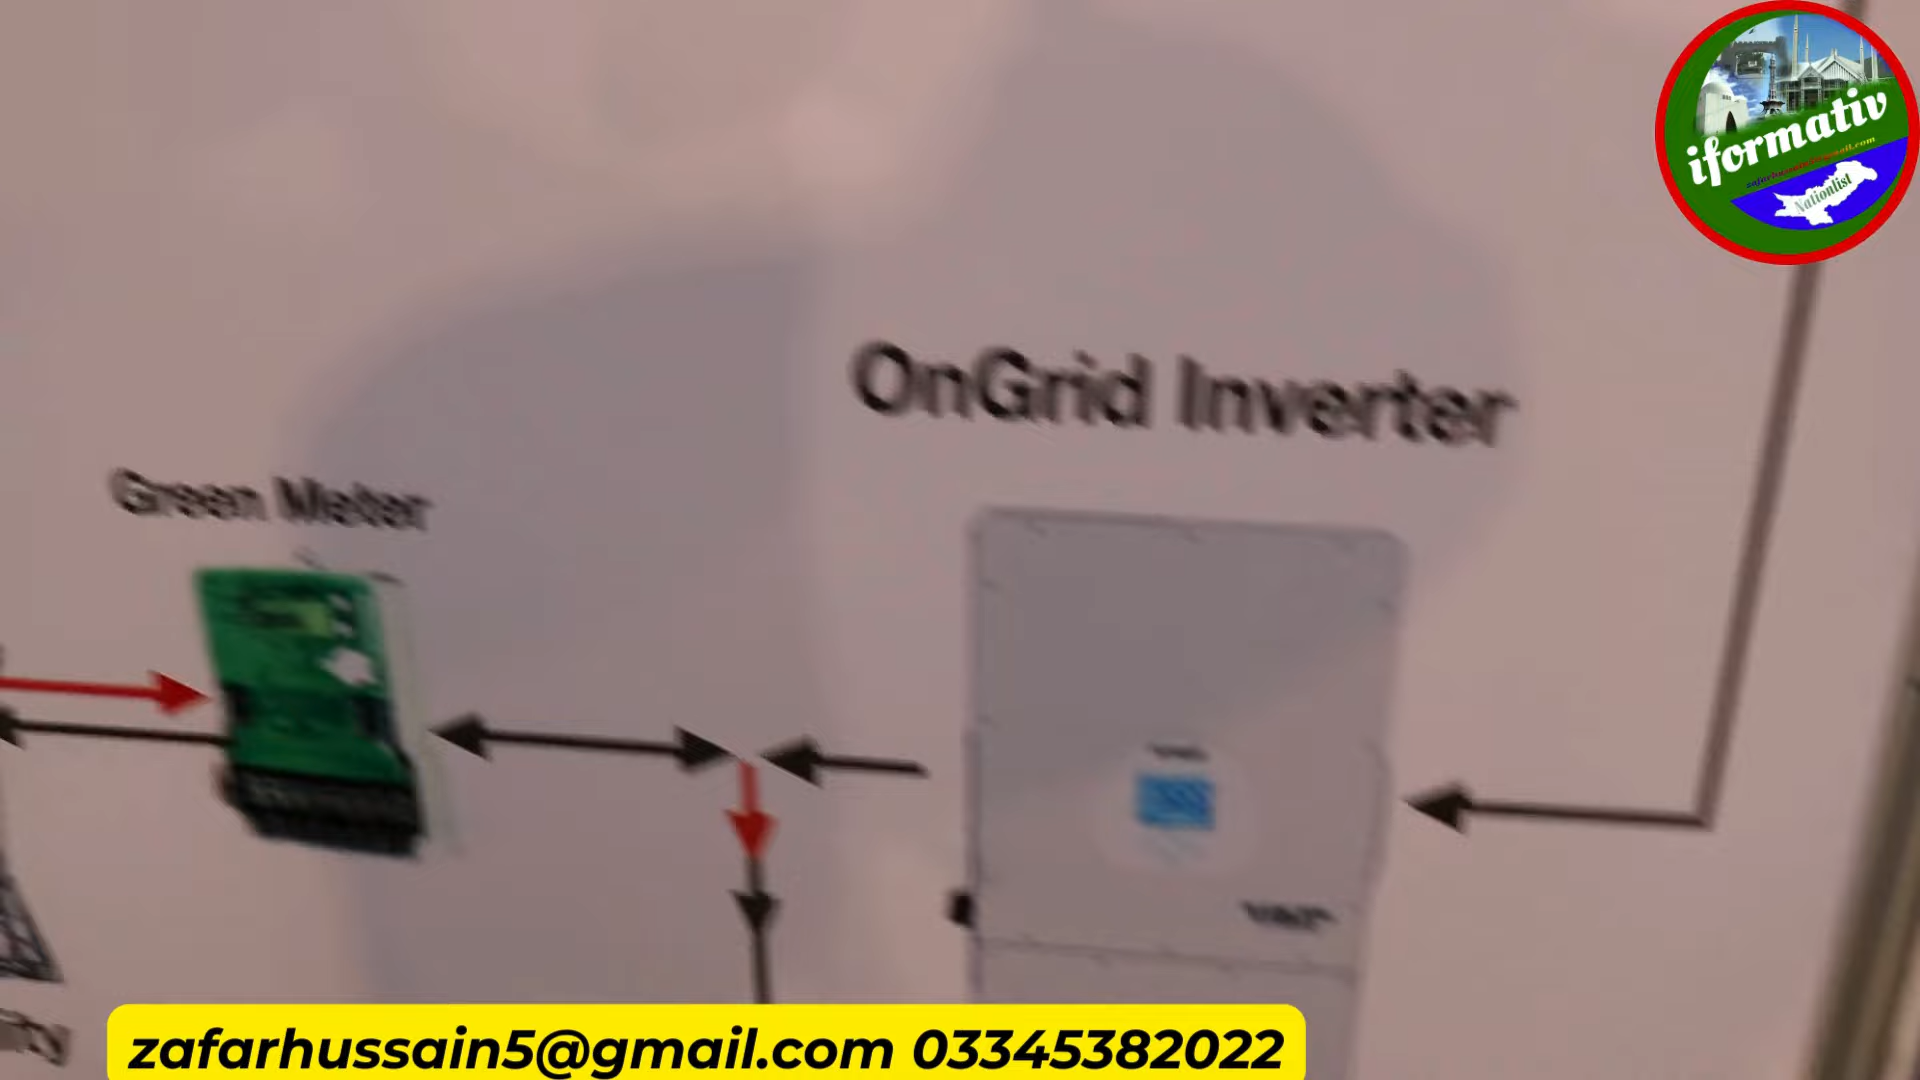 iformativ
Nationlist
OnGrid Inverter
Green Meter
zafarhussain5@gmail.com 03345382022